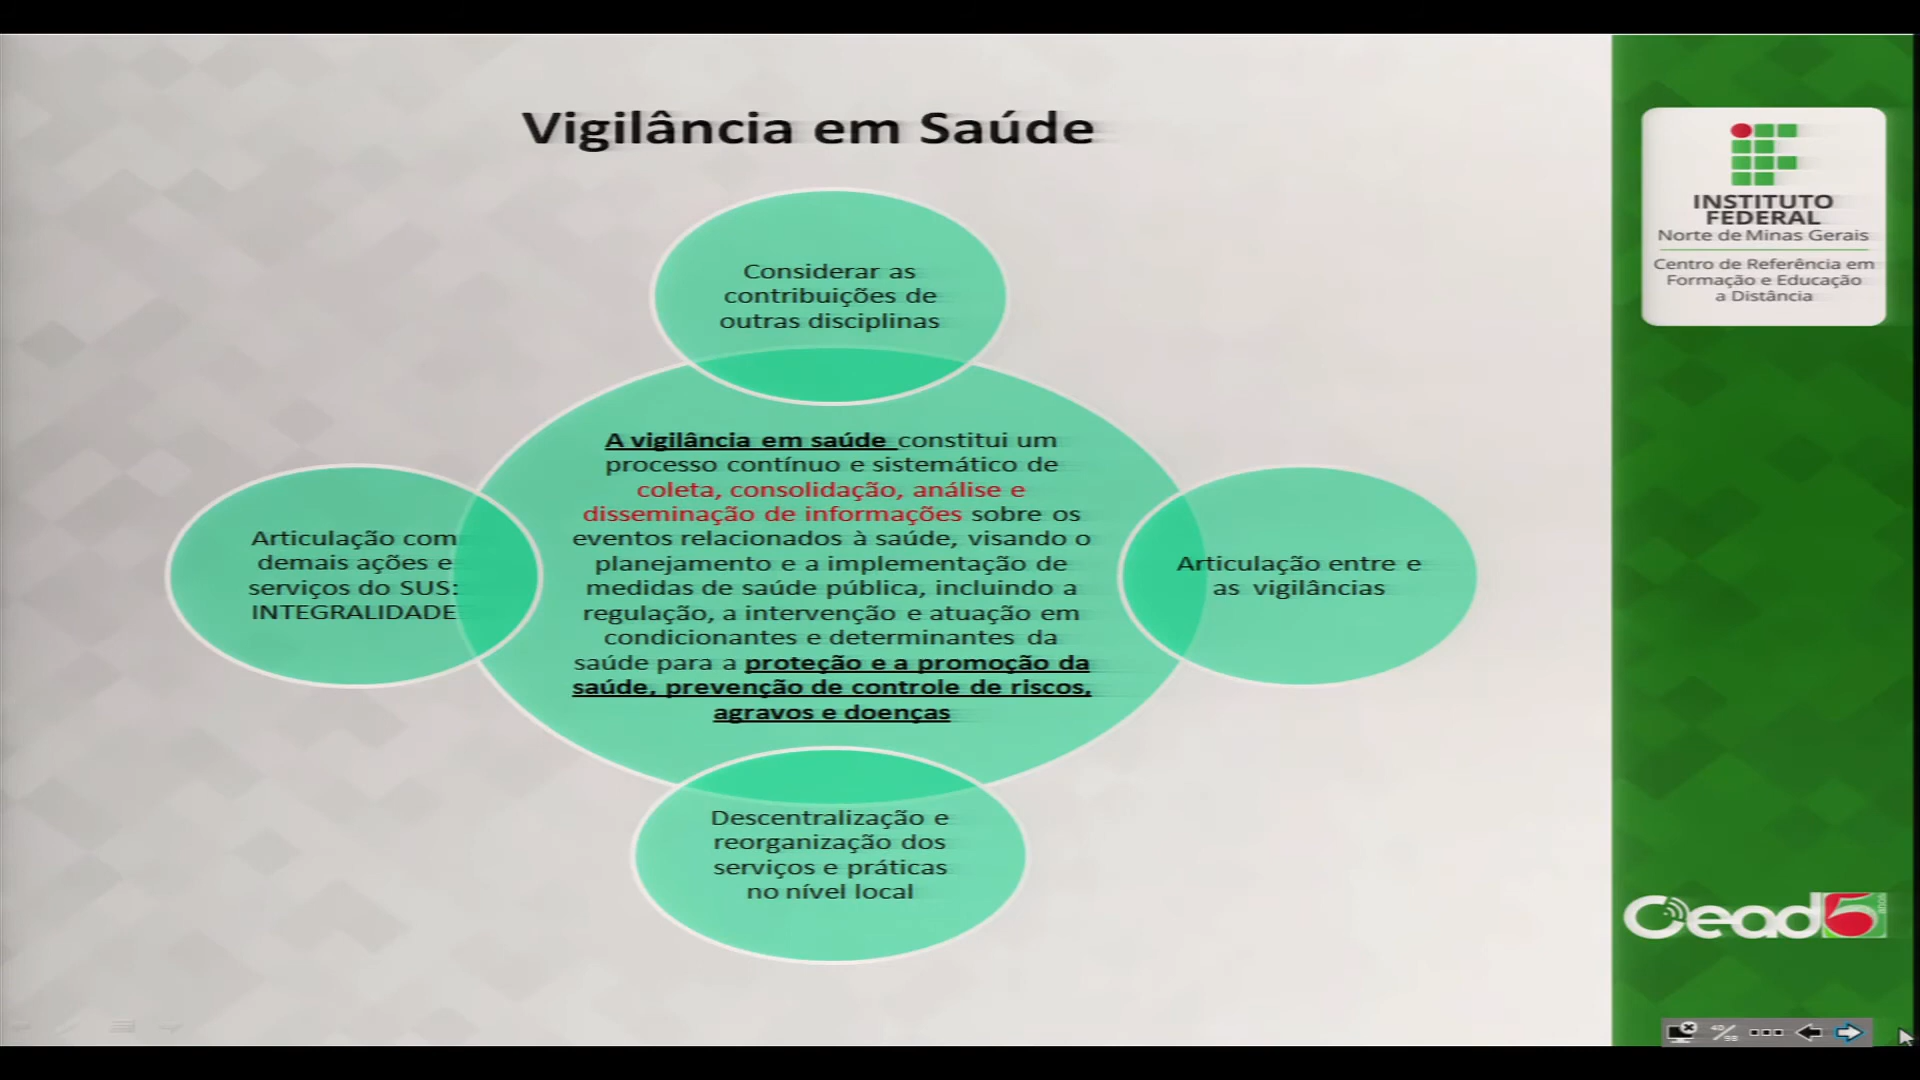 Vigilância em Saúde
Considerar as
contribuições de
outras disciplinas
A vigilância em saúde constitui um
processo contínuo e sistemático de
coleta, consolidação, análise e
disseminação de informações sobre os
eventos relacionados à saúde, visando o
planejamento e a implementação de
medidas de saúde pública, incluindo a
regulação, a intervenção e atuação em
condicionantes e determinantes da
saúde para a proteção e a promoção da
saúde, prevenção de controle de riscos,
agravos e doenças
Articulação com
demais ações e
serviços do SUS:
INTEGRALIDADE
Articulação entre e
as vigilâncias
Descentralização e
reorganização dos
serviços e práticas
no nível local
INSTITUTO
FEDERAL
Norte de Minas Gerais
Centro de Referência em
Formação e Educação
a Distância
Cead 5 anos
40/98